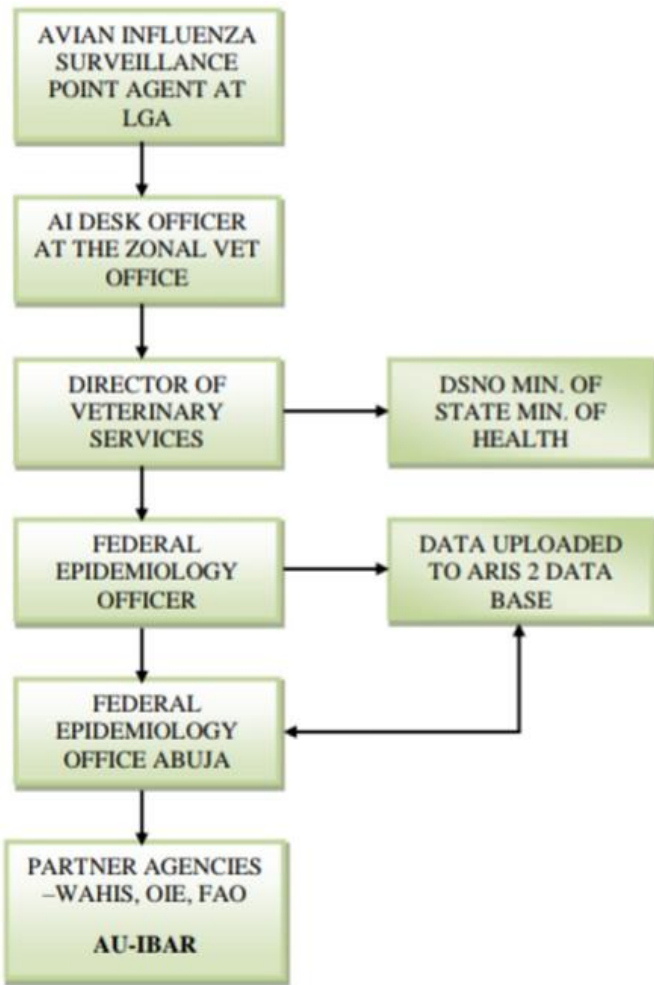 AVIAN INFLUENZA
SURVEILLANCE
POINT AGENT AT
LGA
AI DESK OFFICER
AT THE ZONAL VET
OFFICE
DIRECTOR OF
VETERINARY
SERVICES
DSNO MIN. OF
STATE MIN. OF
HEALTH
FEDERAL
EPIDEMIOLOGY
OFFICER
DATA UPLOADED
TO ARIS 2 DATA
BASE
FEDERAL
EPIDEMIOLOGY
OFFICE ABUJA
PARTNER AGENCIES
–WAHIS, OIE, FAO
AU-IBAR